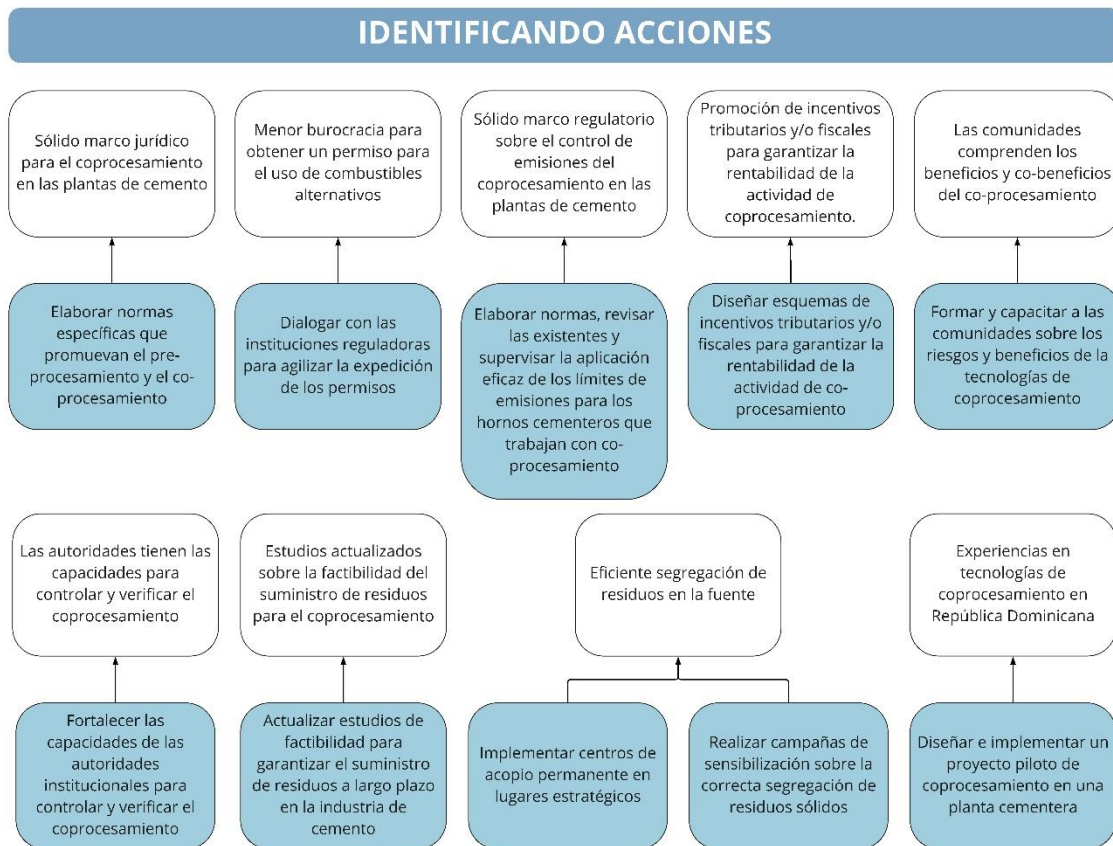 IDENTIFICANDO ACCIONES
Sólido marco jurídico
para el coprocesamiento
en las plantas de cemento
Menor burocracia para
obtener un permiso para
el uso de combustibles
alternativos
Sólido marco regulatorio
sobre el control de
emisiones del
coprocesamiento en las
plantas de cemento
Promoción de incentivos
tributarios y/o fiscales
para garantizar la
rentabilidad de la
actividad de
coprocesamiento.
Las comunidades
comprenden los
beneficios y co-beneficios
del co-procesamiento
Elaborar normas
específicas que
promuevan el pre-
procesamiento y el co-
procesamiento
Dialogar con las
instituciones reguladoras
para agilizar la expedición
de los permisos
Elaborar normas, revisar
las existentes y
supervisar la aplicación
eficaz de los límites de
emisiones para los
hornos cementeros que
trabajan con co-
procesamiento
Diseñar esquemas de
incentivos tributarios y/o
fiscales para garantizar la
rentabilidad de la
actividad de co-
procesamiento
Formar y capacitar a las
comunidades sobre los
riesgos y beneficios de la
tecnologías de
coprocesamiento
Las autoridades tienen las
capacidades para
controlar y verificar el
coprocesamiento
Estudios actualizados
sobre la factibilidad del
suministro de residuos
para el coprocesamiento
Eficiente segregación de
residuos en la fuente
Experiencias en
tecnologías de
coprocesamiento en
República Dominicana
Fortalecer las
capacidades de las
autoridades
institucionales para
controlar y verificar el
coprocesamiento
Actualizar estudios de
factibilidad para
garantizar el suministro
de residuos a largo plazo
en la industria de
cemento
Implementar centros de
acopio permanente en
lugares estratégicos
Realizar campañas de
sensibilización sobre la
correcta segregación de
residuos sólidos
Diseñar e implementar un
proyecto piloto de
coprocesamiento en una
planta cementera